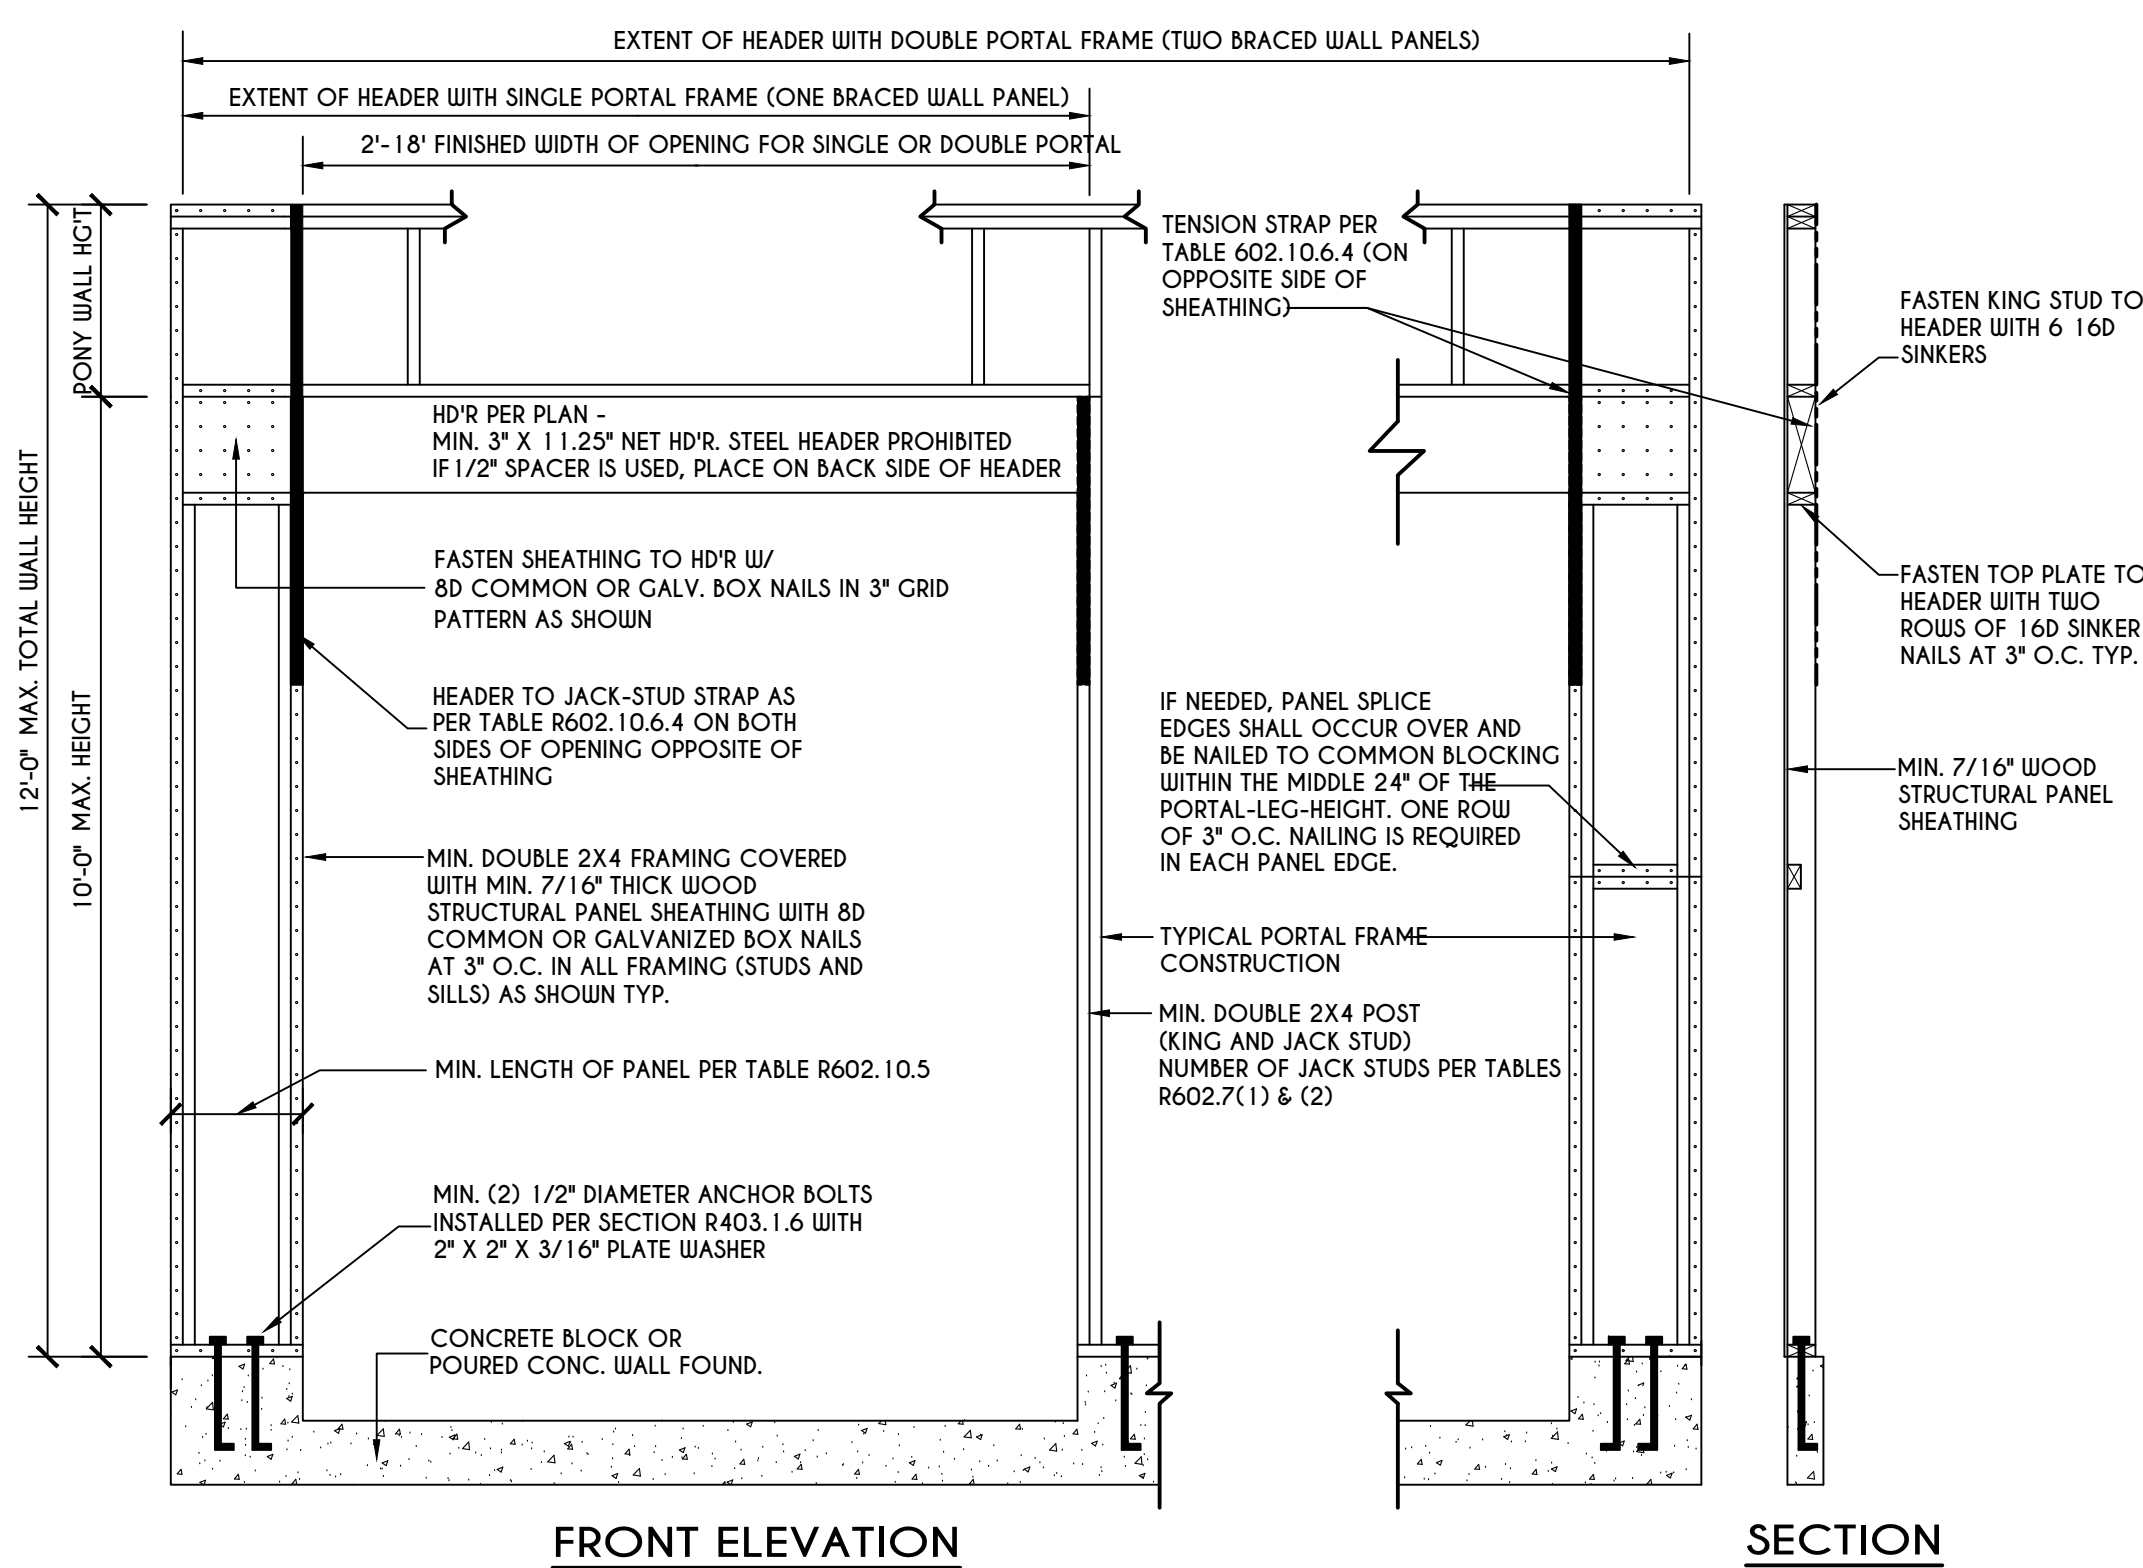 EXTENT OF HEADER WITH DOUBLE PORTAL FRAME (TWO BRACED WALL PANELS)
EXTENT OF HEADER WITH SINGLE PORTAL FRAME (ONE BRACED WALL PANEL)
2'-18' FINISHED WIDTH OF OPENING FOR SINGLE OR DOUBLE PORTAL
12'-0" MAX. TOTAL WALL HEIGHT
PONY WALL HG'T
10'-0" MAX. HEIGHT
TENSION STRAP PER
TABLE 602.10.6.4 (ON
OPPOSITE SIDE OF
SHEATHING)
FASTEN KING STUD TO
HEADER WITH 6 16D
SINKERS
HD'R PER PLAN -
MIN. 3" X 11.25" NET HD'R. STEEL HEADER PROHIBITED
IF 1/2" SPACER IS USED, PLACE ON BACK SIDE OF HEADER
FASTEN SHEATHING TO HD'R W/
8D COMMON OR GALV. BOX NAILS IN 3" GRID
PATTERN AS SHOWN
FASTEN TOP PLATE TO
HEADER WITH TWO
ROWS OF 16D SINKER
NAILS AT 3" O.C. TYP.
HEADER TO JACK-STUD STRAP AS
PER TABLE R602.10.6.4 ON BOTH
SIDES OF OPENING OPPOSITE OF
SHEATHING
IF NEEDED, PANEL SPLICE
EDGES SHALL OCCUR OVER AND
BE NAILED TO COMMON BLOCKING
WITHIN THE MIDDLE 24" OF THE
PORTAL-LEG-HEIGHT. ONE ROW
OF 3" O.C. NAILING IS REQUIRED
IN EACH PANEL EDGE.
MIN. 7/16" WOOD
STRUCTURAL PANEL
SHEATHING
MIN. DOUBLE 2X4 FRAMING COVERED
WITH MIN. 7/16" THICK WOOD
STRUCTURAL PANEL SHEATHING WITH 8D
COMMON OR GALVANIZED BOX NAILS
AT 3" O.C. IN ALL FRAMING (STUDS AND
SILLS) AS SHOWN TYP.
TYPICAL PORTAL FRAME
CONSTRUCTION
MIN. DOUBLE 2X4 POST
(KING AND JACK STUD)
NUMBER OF JACK STUDS PER TABLES
R602.7(1) & (2)
MIN. LENGTH OF PANEL PER TABLE R602.10.5
MIN. (2) 1/2" DIAMETER ANCHOR BOLTS
INSTALLED PER SECTION R403.1.6 WITH
2" X 2" X 3/16" PLATE WASHER
CONCRETE BLOCK OR
POURED CONC. WALL FOUND.
FRONT ELEVATION
SECTION